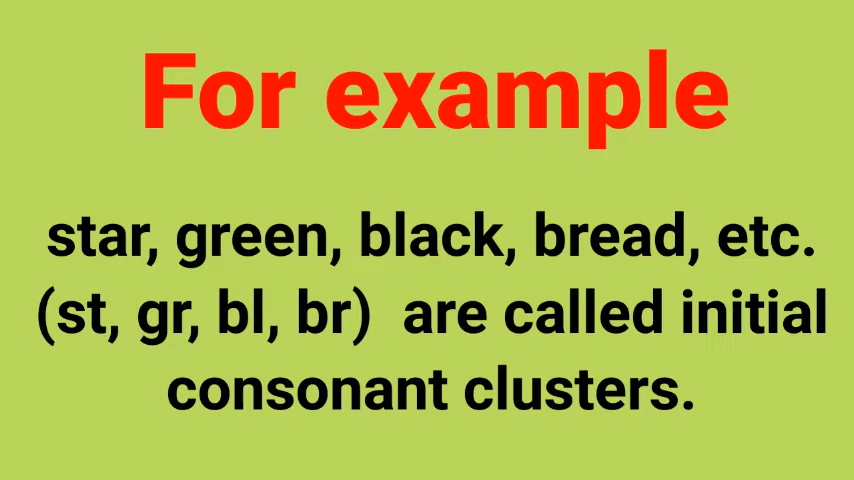 For example
star, green, black, bread, etc.
(st, gr, bl, br)  are called initial
consonant clusters.